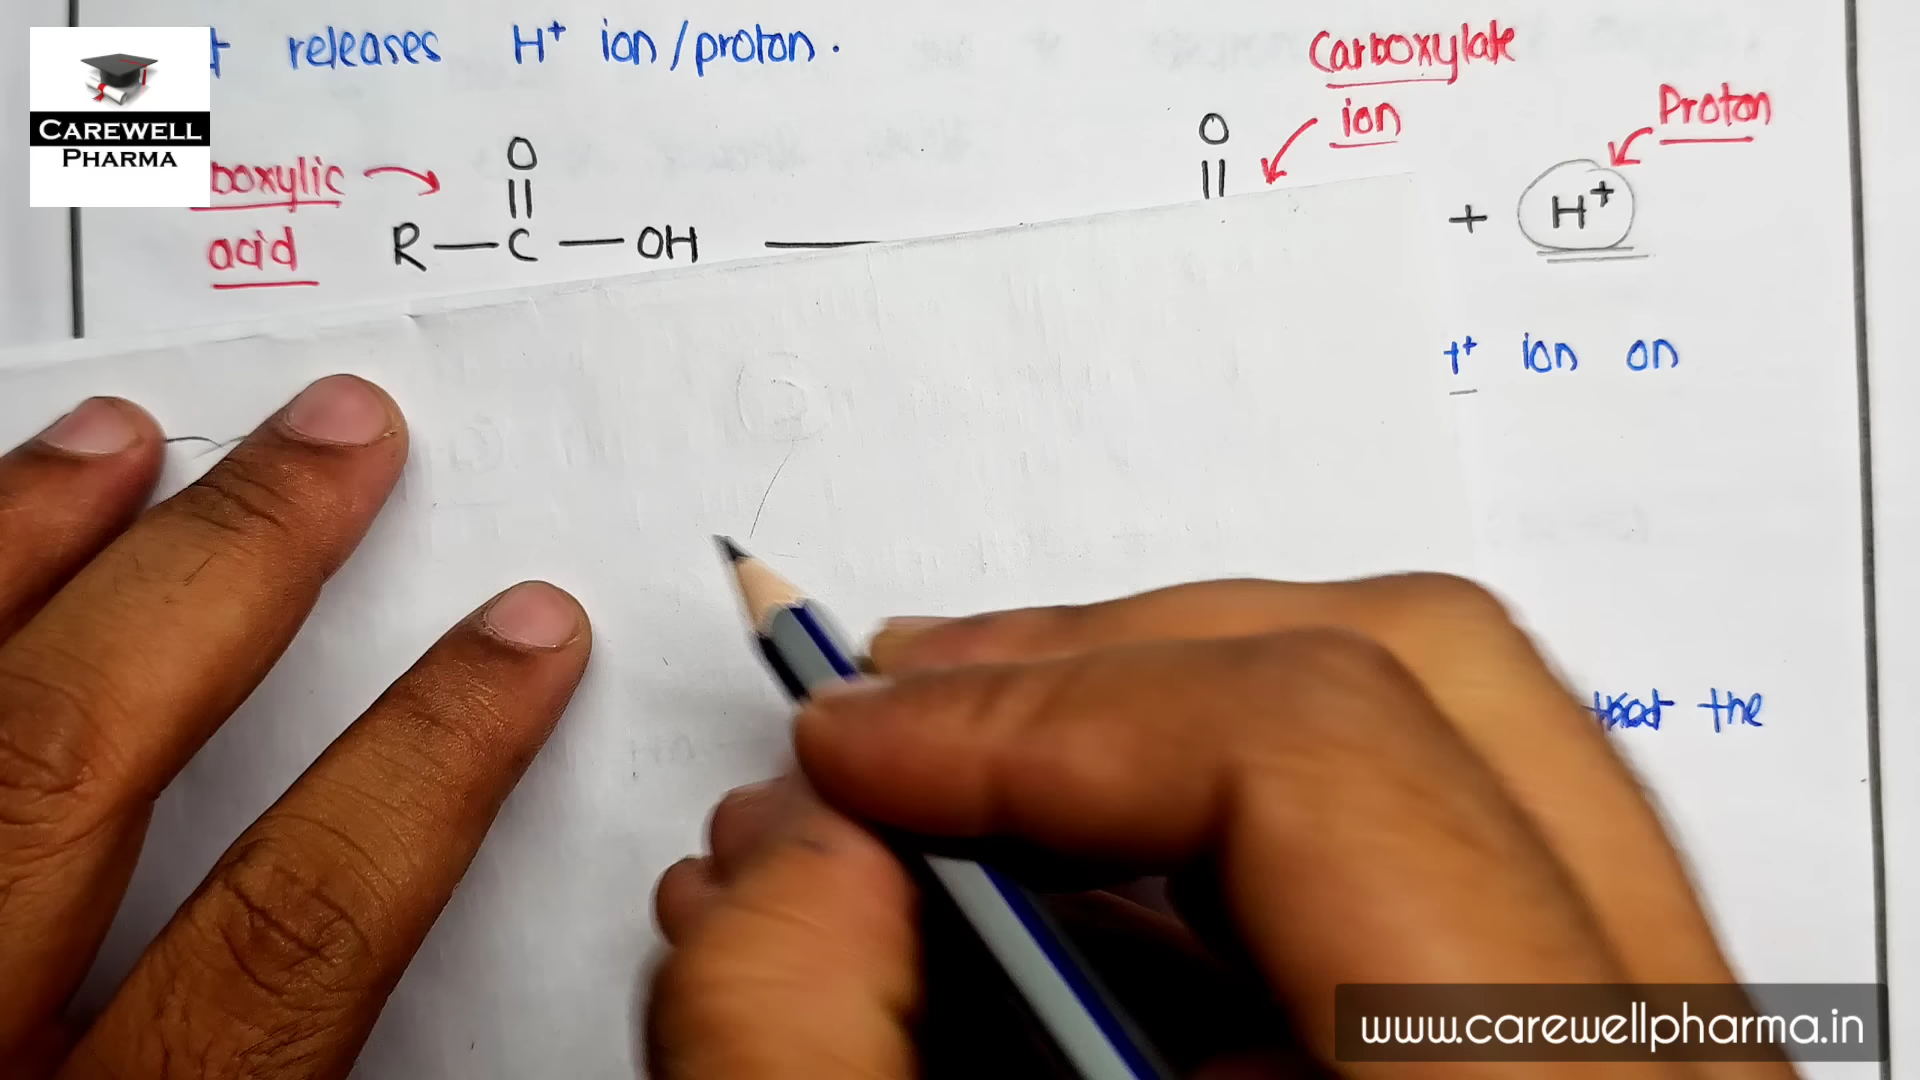 releases H⁺ ion/proton.
Carboxylate
ion
Proton
CAREWELL
PHARMA
boxylic
acid
O
R — C — OH
O
+ H⁺
ion on
the
www.carewellpharma.in